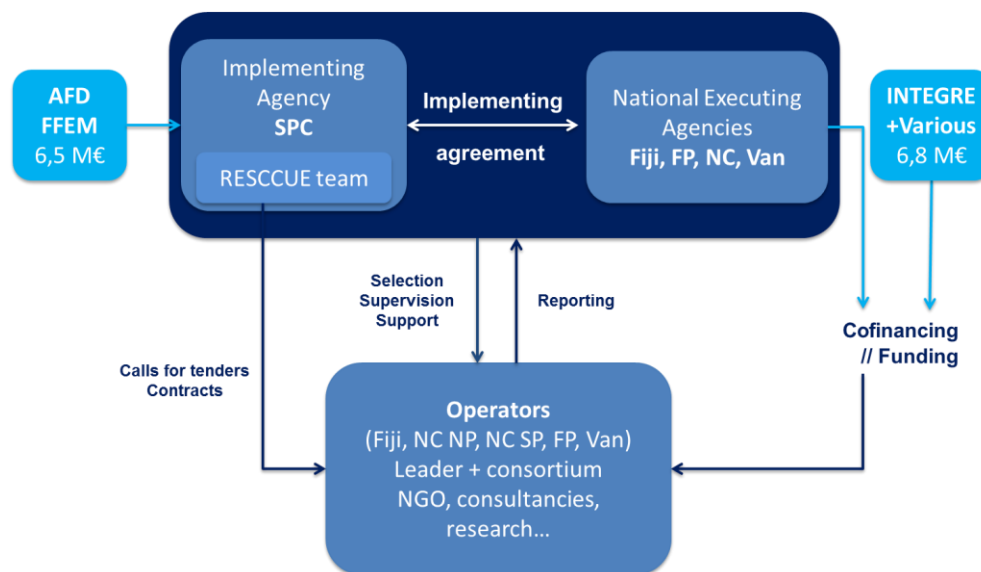 AFD
FFEM
6,5 M€
Implementing
Agency
SPC
RESCCUE team
Implementing
agreement
National Executing
Agencies
Fiji, FP, NC, Van
INTEGRE
+Various
6,8 M€
Selection
Supervision
Support
Reporting
Cofinancing
// Funding
Calls for tenders
Contracts
Operators
(Fiji, NC NP, NC SP, FP, Van)
Leader + consortium
NGO, consultancies,
research…